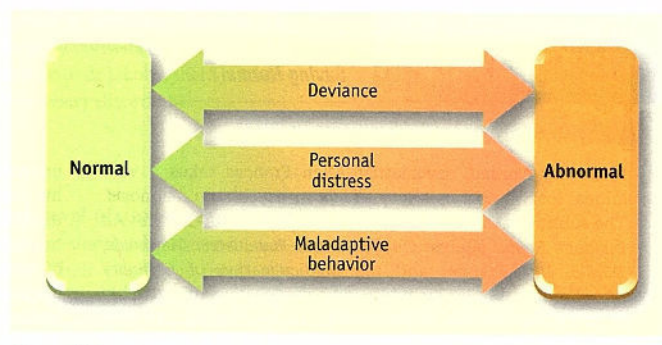 Deviance
Normal
Personal
distress
Abnormal
Maladaptive
behavior